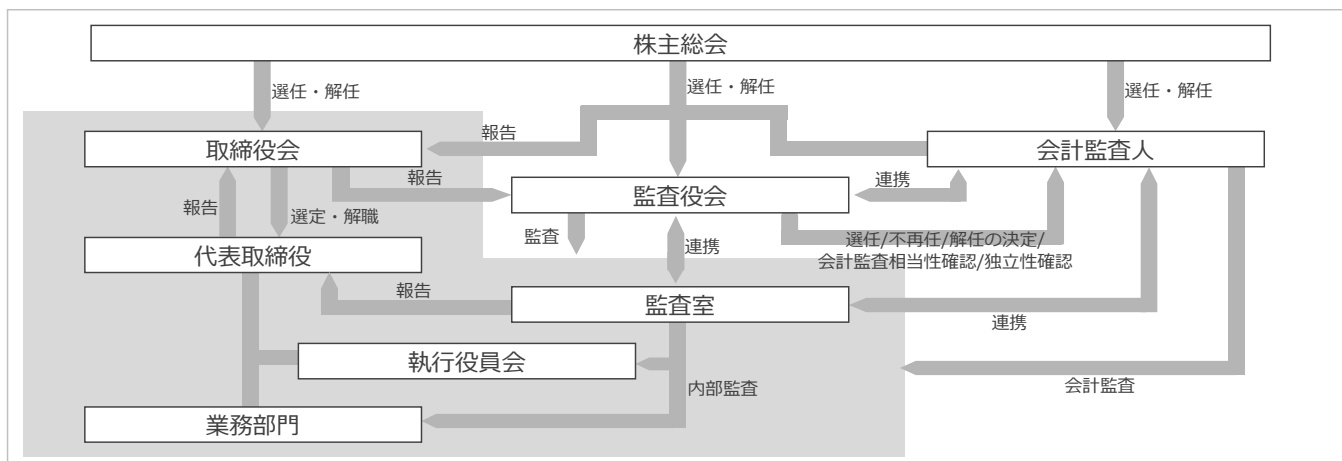 株主総会
選任・解任
選任・解任
選任・解任
報告
取締役会
会計監査人
報告
連携
監査役会
報告
選定・解職
監査
連携
選任/不再任/解任の決定/
会計監査相当性確認/独立性確認
代表取締役
報告
監査室
連携
執行役員会
内部監査
会計監査
業務部門